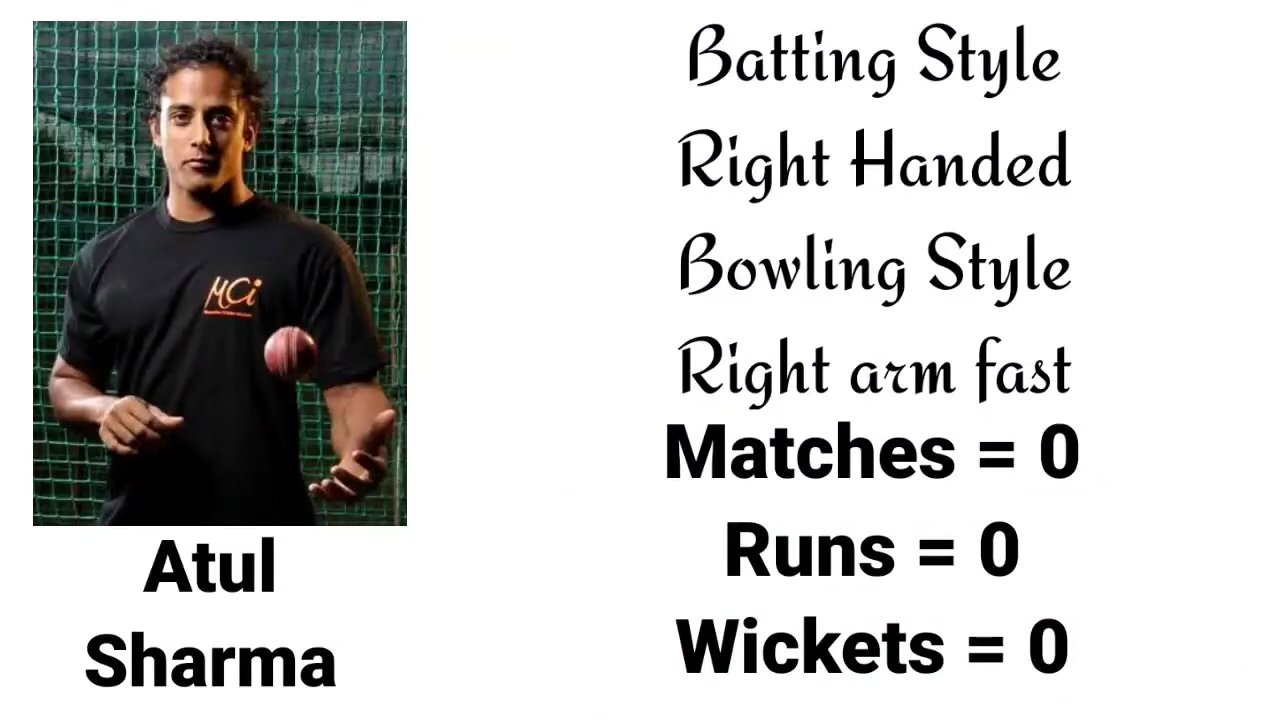 MCi
Atul
Sharma
Batting Style
Right Handed
Bowling Style
Right arm fast
Matches = 0
Runs = 0
Wickets = 0